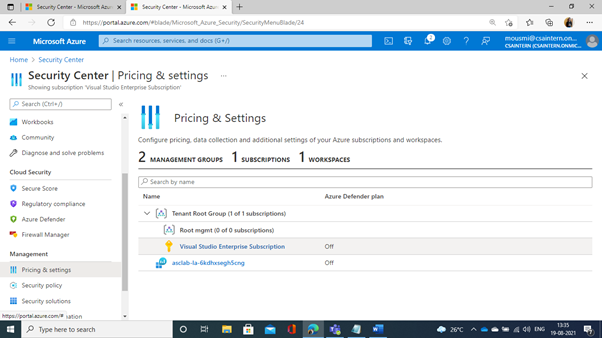 Security Center - Microsoft Azu
Security Center - Microsoft Azu
https://portal.azure.com/#blade/Microsoft_Azure_Security/SecurityMenuBlade/24
Microsoft Azure
Search resources, services, and docs (G+/)
mousmi@csaintern.onmic...
CSAINTERN (CSAINTERN.ONMIC...
Home > Security Center
Security Center | Pricing & settings ...
Showing subscription 'Visual Studio Enterprise Subscription'
Search (Ctrl+/)
Workbooks
Community
Diagnose and solve problems
Cloud Security
Secure Score
Regulatory compliance
Azure Defender
Firewall Manager
Management
Pricing & settings
Security policy
Security solutions
https://portal.azure.com/#
Pricing & Settings
Configure pricing, data collection and additional settings of your Azure subscriptions and workspaces.
2 MANAGEMENT GROUPS 1 SUBSCRIPTIONS 1 WORKSPACES
Search by name
Name Azure Defender plan
Tenant Root Group (1 of 1 subscriptions)
Root mgmt (0 of 0 subscriptions)
Visual Studio Enterprise Subscription Off
asclab-la-6kdhxsegh5cng Off
Type here to search
26°C
ENG
13:35
19-08-2021